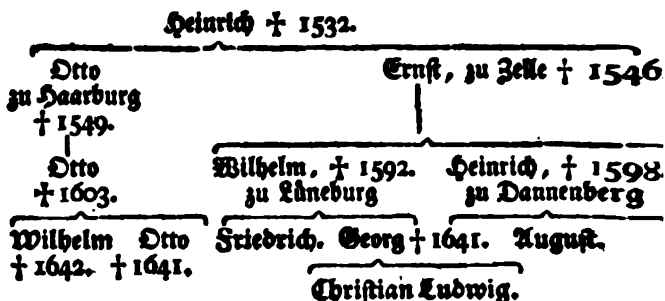 Heinrich ✠ 1532.
Otto Ernst, zu Zelle † 1546
zu Haarburg
† 1549.
Otto Wilhelm, † 1592. Heinrich, † 1598.
✠ 1603. zu Lüneburg zu Dannenberg
Wilhelm Otto Friedrich. Georg † 1641. August.
† 1642. † 1641.
Christian Ludwig.